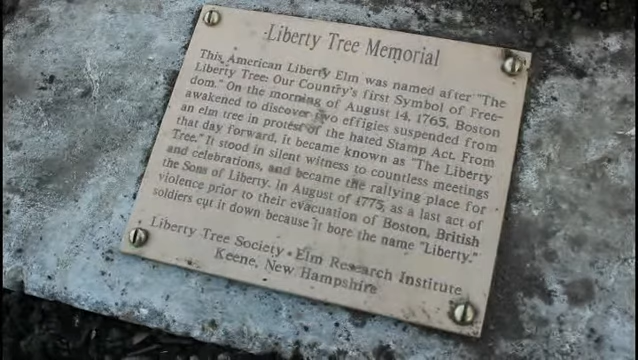 Liberty Tree Memorial
This American Liberty Elm was named after "The
Liberty Tree: Our Country's first Symbol of Free-
dom." On the morning of August 14, 1765, Boston
awakened to discover two effigies suspended from
an elm tree in protest of the hated Stamp Act. From
that day forward, it became known as "The Liberty
Tree." It stood in silent witness to countless meetings
and celebrations, and became the rallying place for
the Sons of Liberty. In August of 1775, as a last act of
violence prior to their evacuation of Boston, British
soldiers cut it down because it bore the name "Liberty."
Liberty Tree Society • Elm Research Institute
Keene, New Hampshire